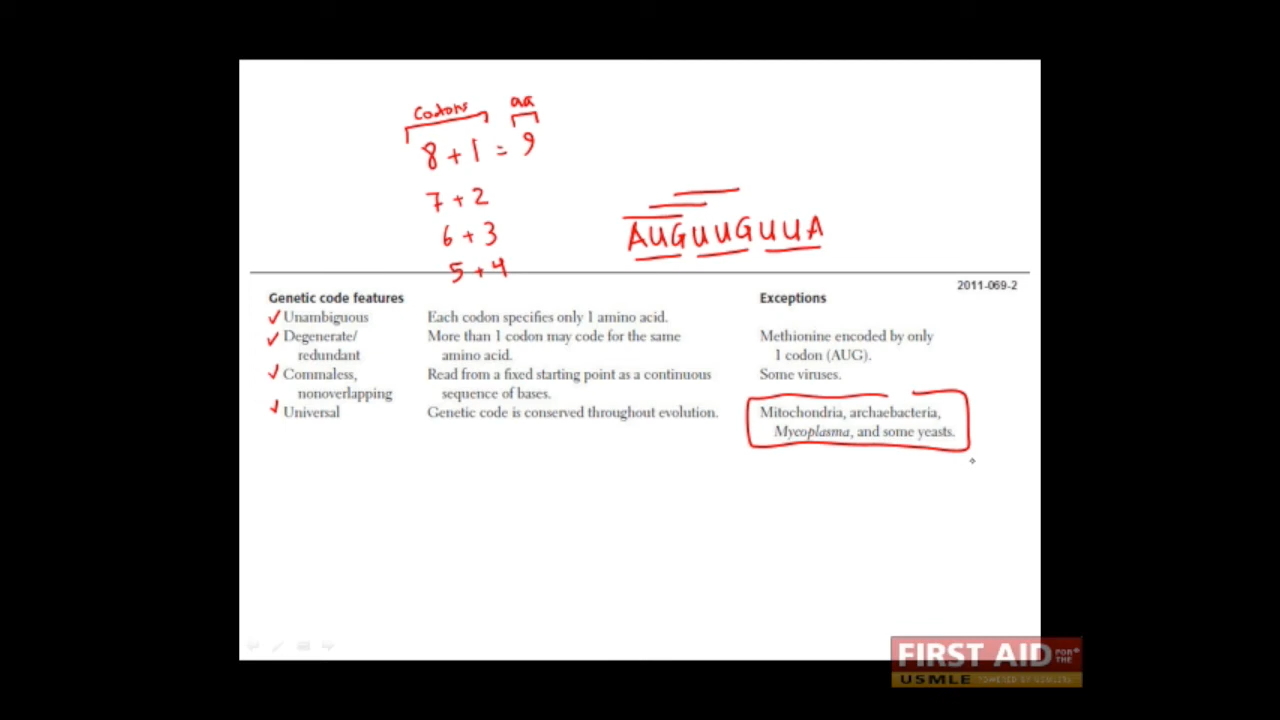 Codons aa
8 + 1 = 9
7 + 2
6 + 3
5 + 4
AUGUUGUUA
2011-069-2
Genetic code features Exceptions
Unambiguous Each codon specifies only 1 amino acid.
Degenerate/ More than 1 codon may code for the same Methionine encoded by only
redundant amino acid. 1 codon (AUG).
Commaless, Read from a fixed starting point as a continuous Some viruses.
nonoverlapping sequence of bases.
Universal Genetic code is conserved throughout evolution. Mitochondria, archaebacteria,
Mycoplasma, and some yeasts.
FIRST AID FOR THE
USMLE